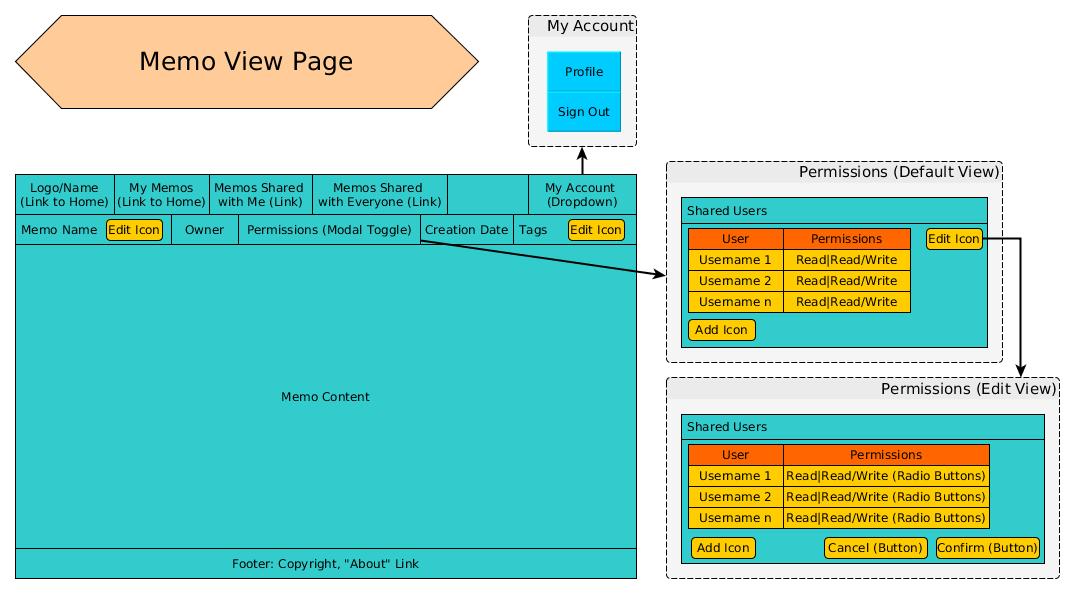 Memo View Page
My Account
Profile
Sign Out
Logo/Name
(Link to Home)
My Memos
(Link to Home)
Memos Shared
with Me (Link)
Memos Shared
with Everyone (Link)
My Account
(Dropdown)
Memo Name Edit Icon Owner Permissions (Modal Toggle) Creation Date Tags Edit Icon
Memo Content
Footer: Copyright, "About" Link
Permissions (Default View)
Shared Users
User Permissions Edit Icon
Username 1 Read|Read/Write
Username 2 Read|Read/Write
Username n Read|Read/Write
Add Icon
Permissions (Edit View)
Shared Users
User Permissions
Username 1 Read|Read/Write (Radio Buttons)
Username 2 Read|Read/Write (Radio Buttons)
Username n Read|Read/Write (Radio Buttons)
Add Icon Cancel (Button) Confirm (Button)